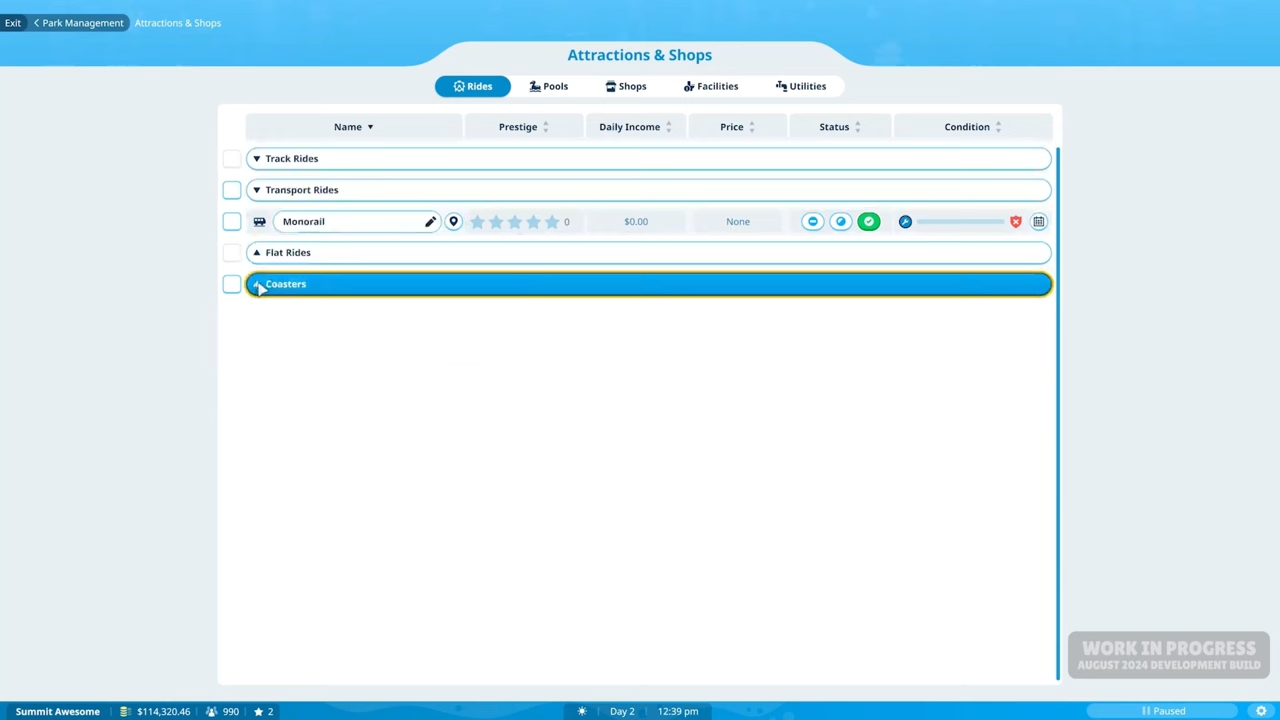 Exit
Park Management
Attractions & Shops
Attractions & Shops
Rides
Pools
Shops
Facilities
Utilities
Name
Prestige
Daily Income
Price
Status
Condition
Track Rides
Transport Rides
Monorail
0
$0.00
None
Flat Rides
Coasters
WORK IN PROGRESS
AUGUST 2024 DEVELOPMENT BUILD
Summit Awesome
$114,320.46
990
2
Day 2
12:39 pm
Paused